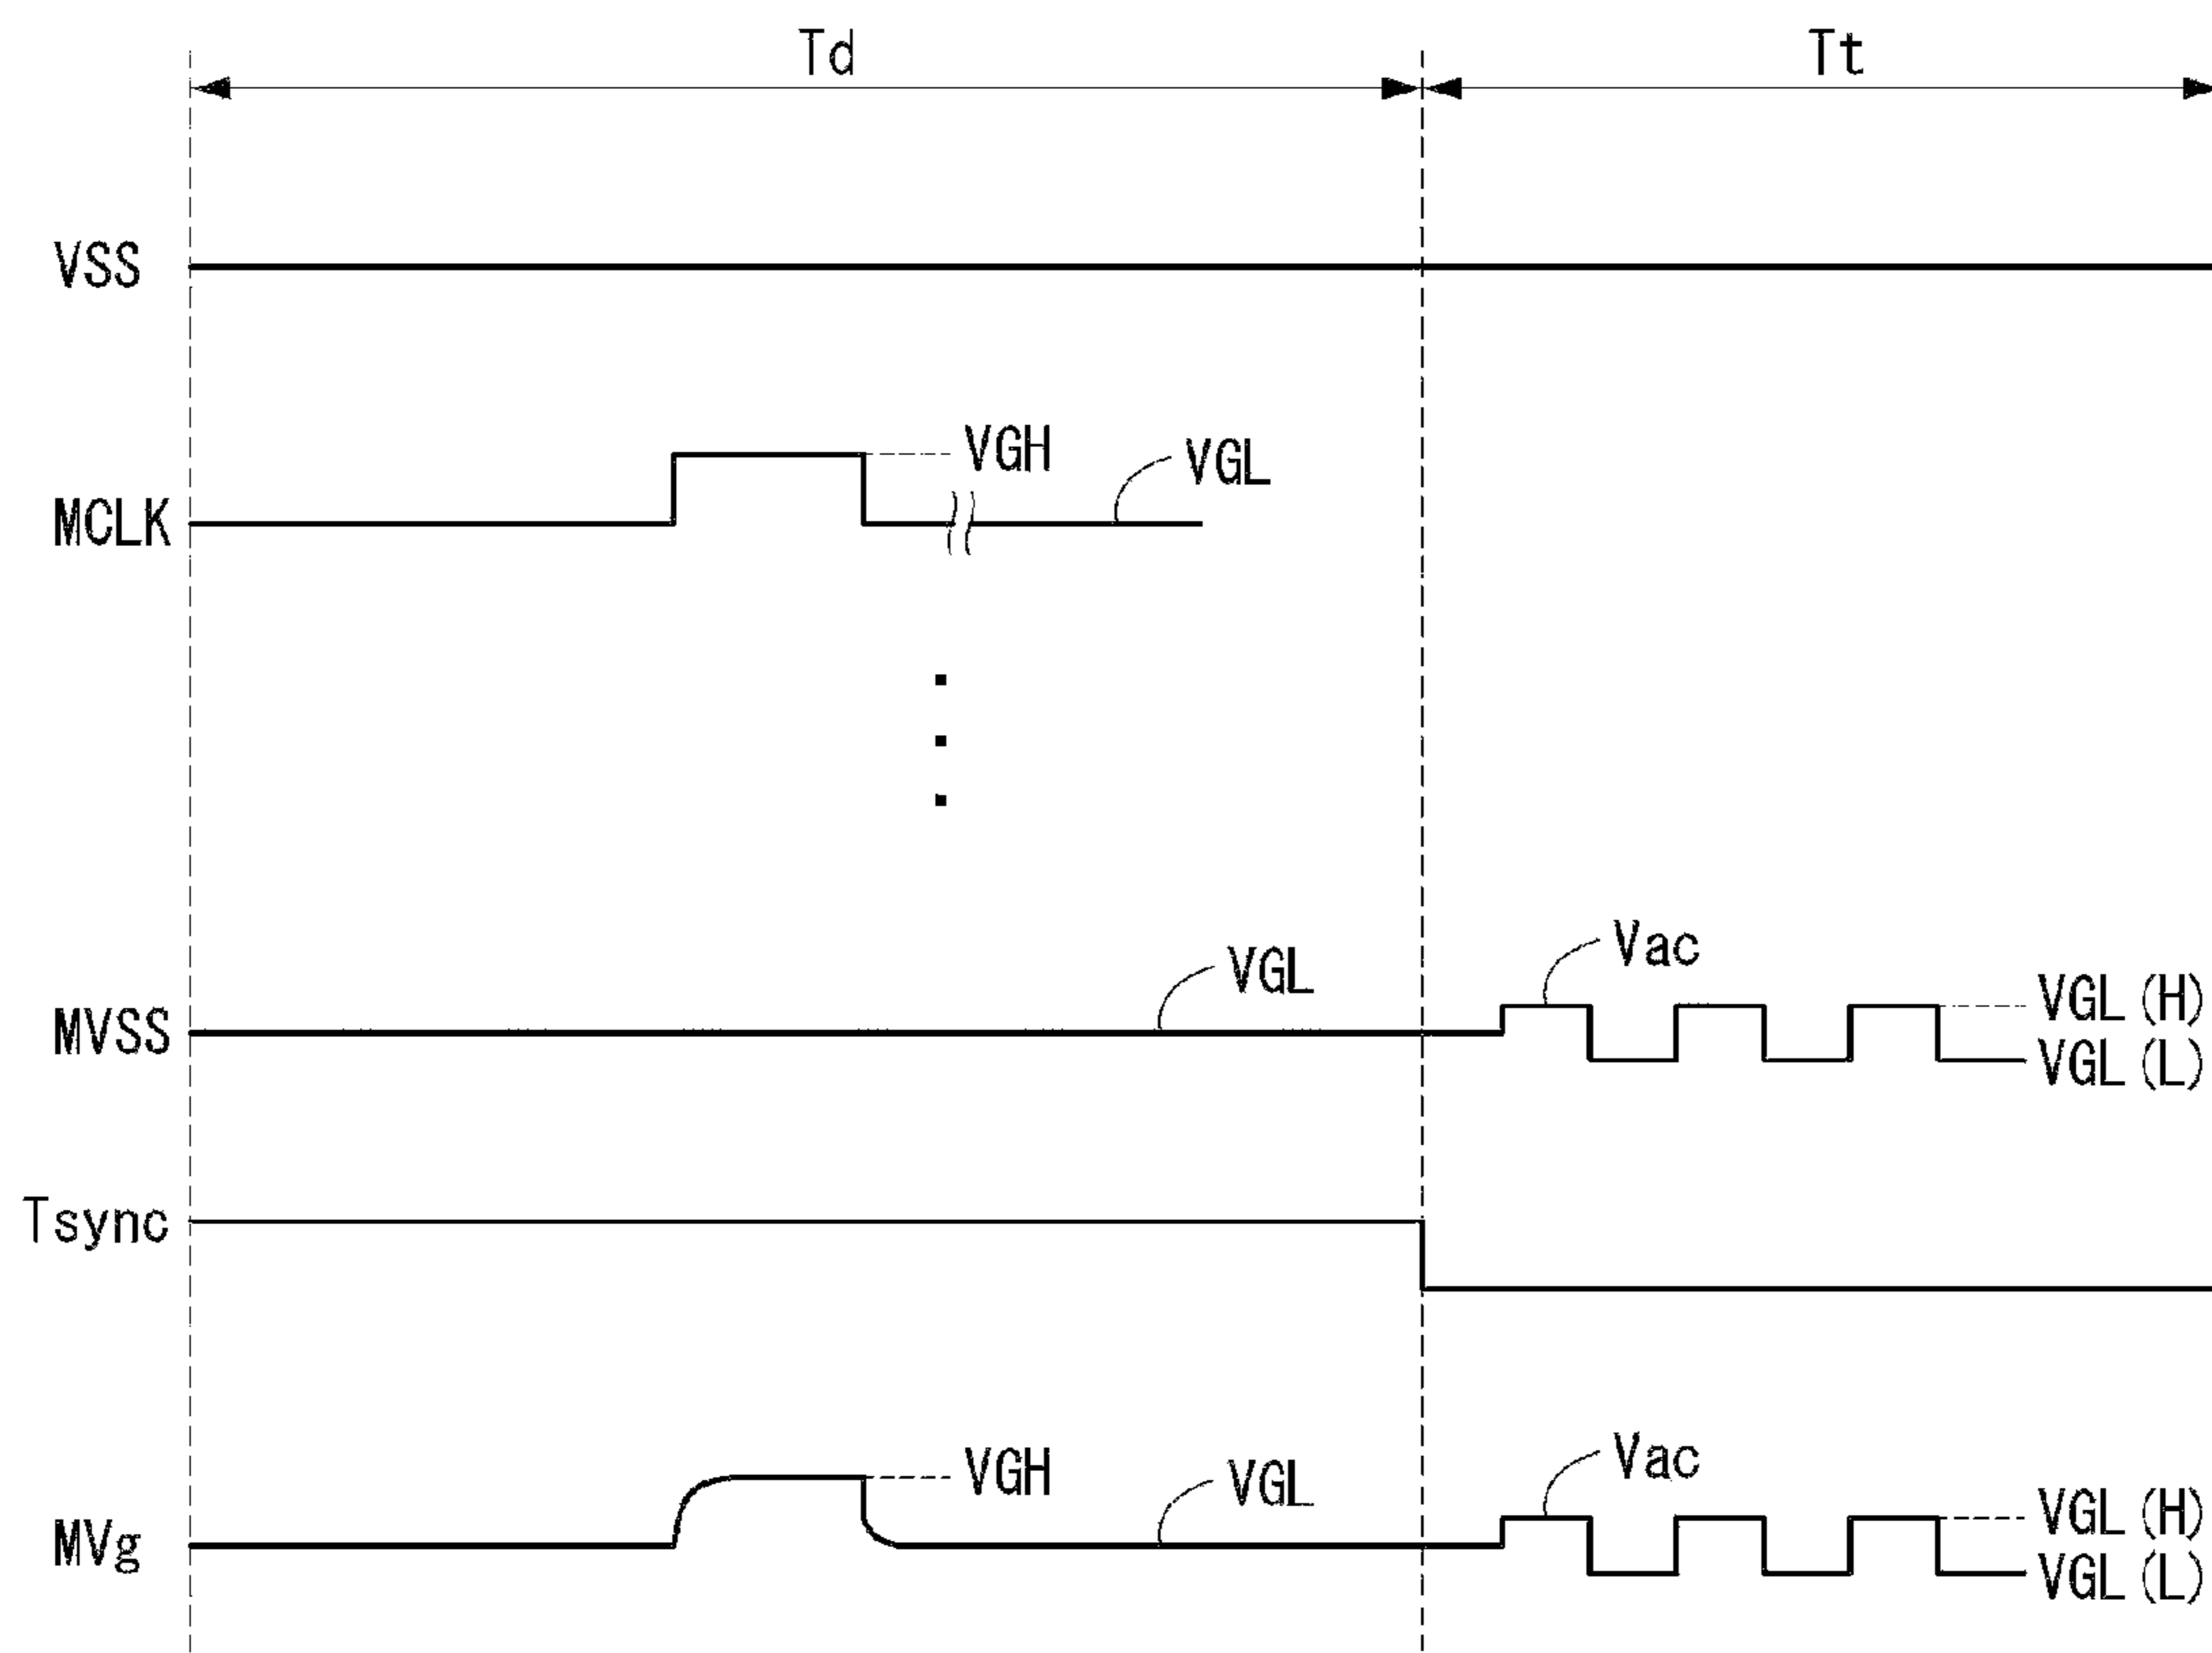 Td Tt
VSS
VGH VGL
MCLK
Vac
VGL VGL (H)
MVSS VGL (L)
Tsync
VGH VGL Vac
VGL (H)
MVg VGL (L)